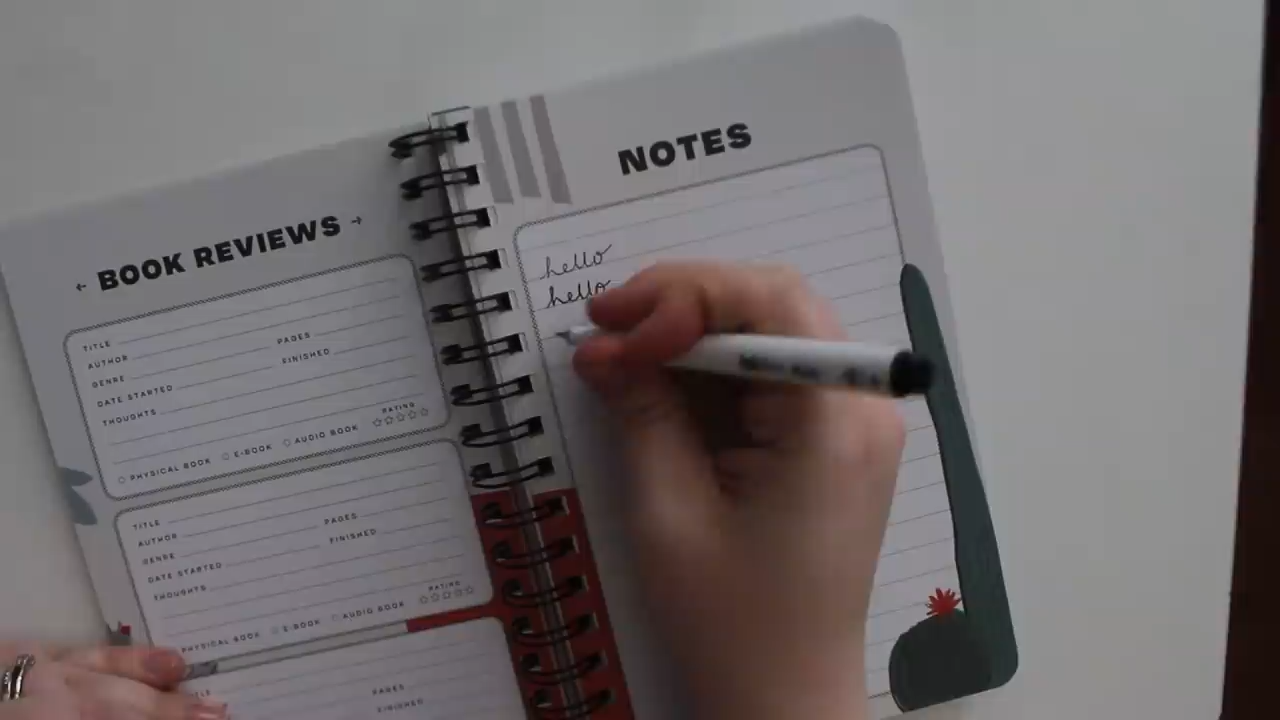 ← BOOK REVIEWS →
TITLE
AUTHOR
GENRE PAGES
DATE STARTED FINISHED
THOUGHTS
RATING
PHYSICAL BOOK E-BOOK AUDIO BOOK
TITLE
AUTHOR
GENRE PAGES
DATE STARTED FINISHED
THOUGHTS
RATING
PHYSICAL BOOK E-BOOK AUDIO BOOK
PAGES
FINISHED
NOTES
hello
hello